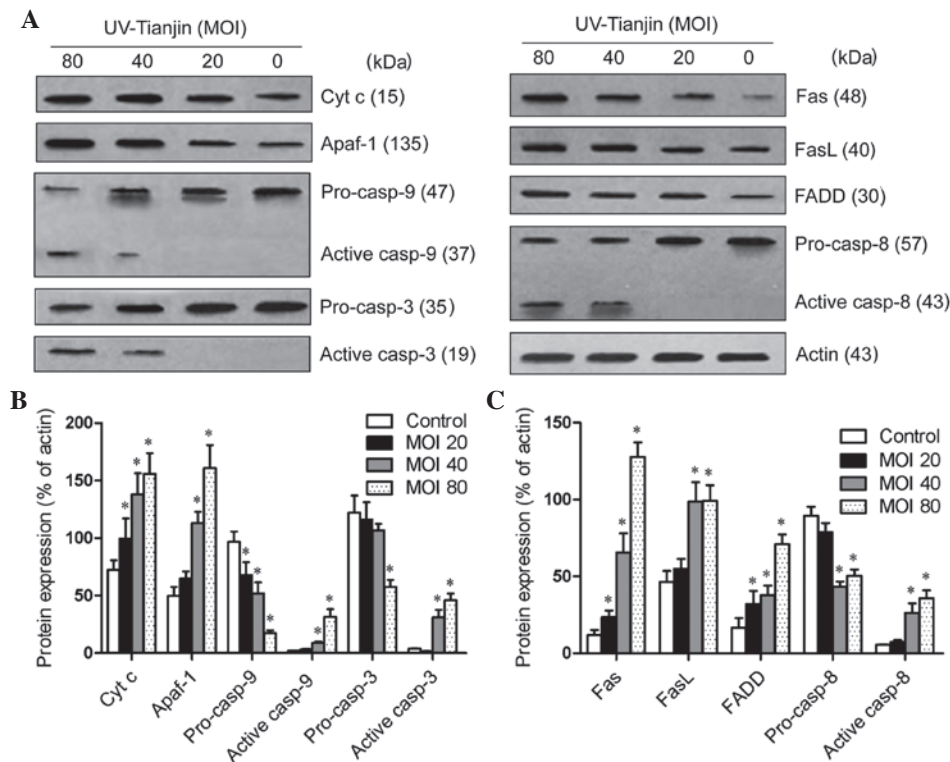 A
UV-Tianjin (MOI)
80 40 20 0 (kDa)
Cyt c (15)
Apaf-1 (135)
Pro-casp-9 (47)
Active casp-9 (37)
Pro-casp-3 (35)
Active casp-3 (19)
UV-Tianjin (MOI)
80 40 20 0 (kDa)
Fas (48)
FasL (40)
FADD (30)
Pro-casp-8 (57)
Active casp-8 (43)
Actin (43)
B
Protein expression (% of actin)
200
150
100
50
0
* * * * * * * * * * * * *
Control
MOI 20
MOI 40
MOI 80
Cyt c
Apaf-1
Pro-casp-9
Active casp-9
Pro-casp-3
Active casp-3
C
Protein expression (% of actin)
150
100
50
0
* * * * * * * * * * * *
Control
MOI 20
MOI 40
MOI 80
Fas
FasL
FADD
Pro-casp-8
Active casp-8